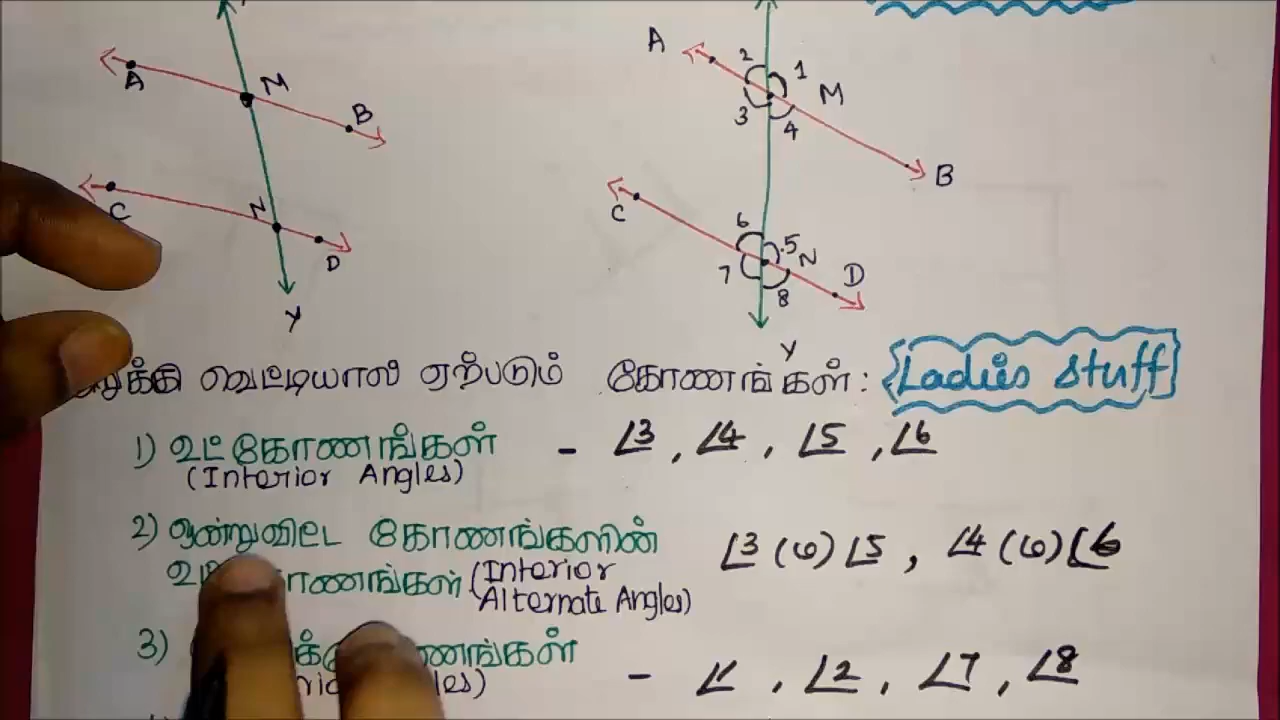 A M B
C N D
Y
A 2 1 M
3 4
B
C 6 5 N D
7 8
Y
வெட்டியால் ஏற்படும் கோணங்கள் : Ladies stuff
1) உட்கோணங்கள் - ∠3 , ∠4 , ∠5 , ∠6
(Interior Angles)
2) ஒன்றுவிட்ட கோணங்களின் ∠3 (ம) ∠5 , ∠4 (ம) ∠6
(Interior
Alternate Angles)
3) - ∠1 , ∠2 , ∠7 , ∠8